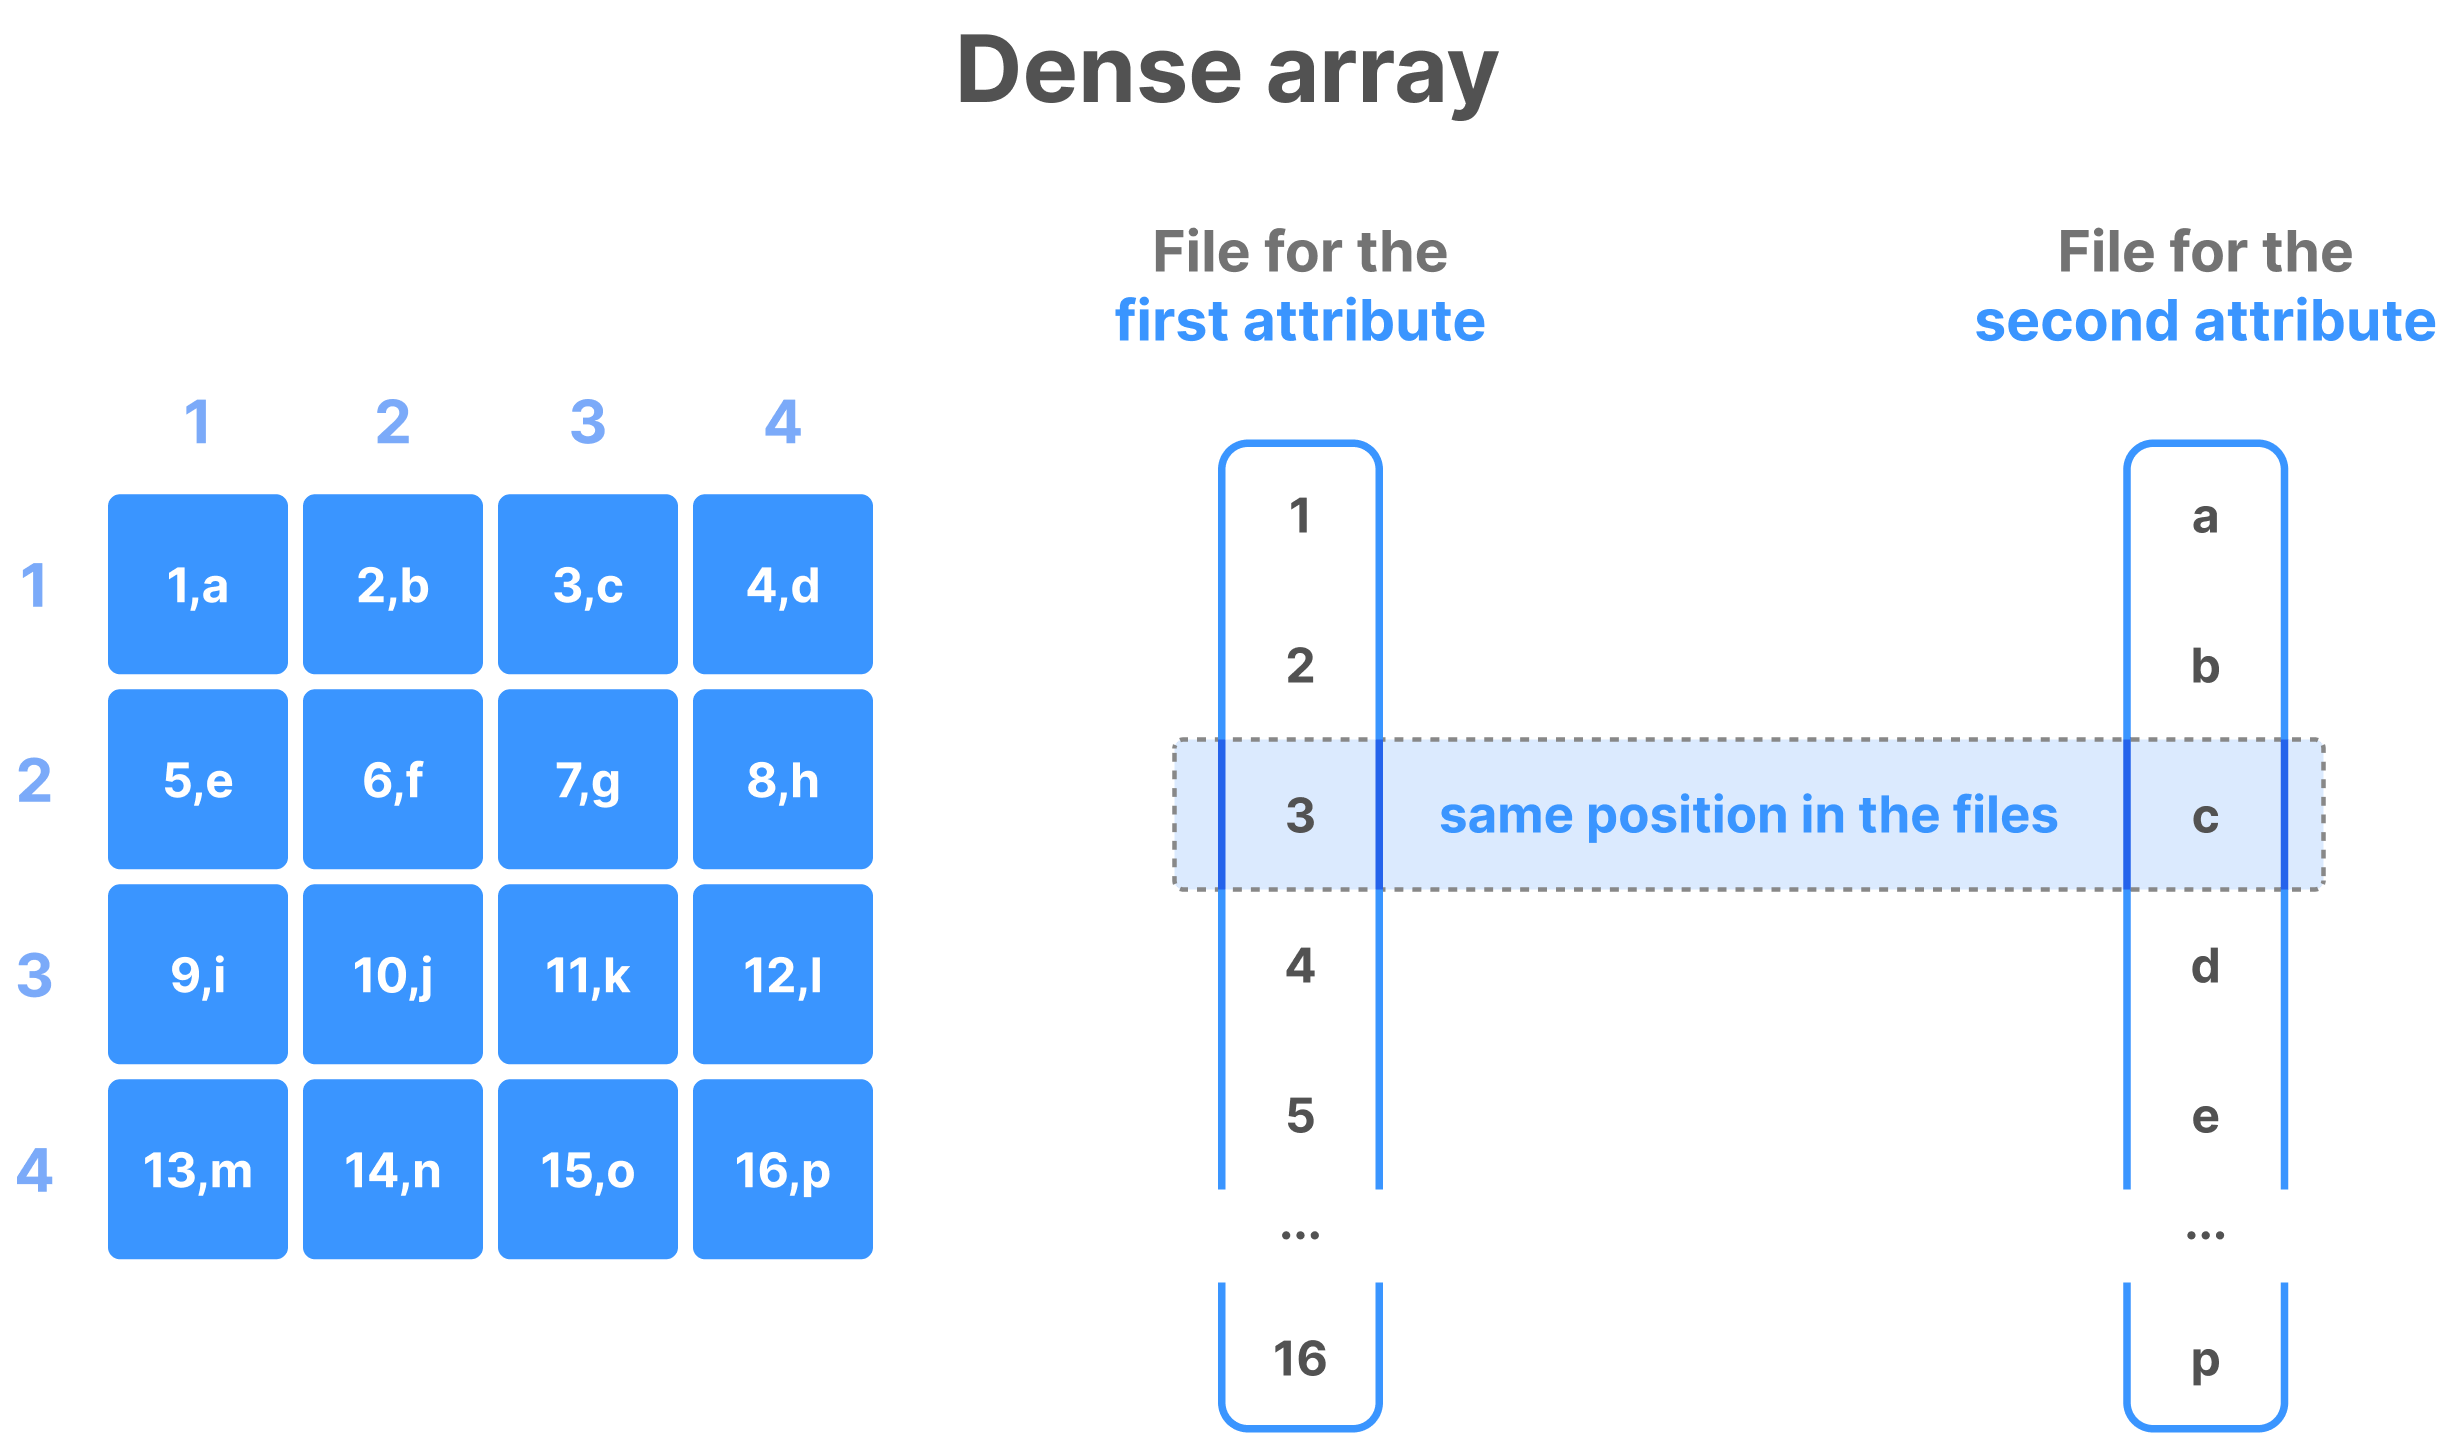 Dense array
File for the
first attribute
File for the
second attribute
1 2 3 4
1 1,a 2,b 3,c 4,d
2 5,e 6,f 7,g 8,h
3 9,i 10,j 11,k 12,l
4 13,m 14,n 15,o 16,p
1 a
2 b
3 same position in the files c
4 d
5 e
... ...
16 p